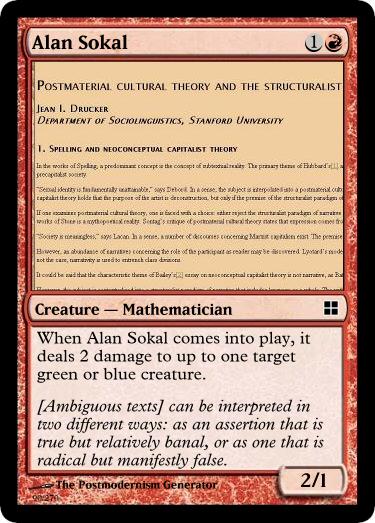 Alan Sokal 1
POSTMATERIAL CULTURAL THEORY AND THE STRUCTURALIST
JEAN I. DRUCKER
DEPARTMENT OF SOCIOLINGUISTICS, STANFORD UNIVERSITY
1. SPELLING AND NEOCONCEPTUAL CAPITALIST THEORY
In the works of Spelling, a predominant concept is the concept of subtextual reality. The primary theme of Hubbard's[1]
precapitalist society.
"Sexual identity is fundamentally unattainable," says Debord. In a sense, the subject is interpolated into a postmaterial
capitalist theory holds that the purpose of the artist is deconstruction, but only if the premise of the structuralist paradigm
If one examines postmaterial cultural theory, one is faced with a choice: either reject the structuralist paradigm of narrative
works of Stone is a mythopoetical reality. Sontag's critique of postmaterial cultural theory states that expression comes
"Society is meaningless," says Lacan. In a sense, a number of discourses concerning Marxist capitalism exist. The premise
However, an abundance of narratives concerning the role of the participant as reader may be discovered. Lyotard's
not the case, narrativity is used to entrench class divisions.
It could be said that the characteristic theme of Bailey's[2] essay on neoconceptual capitalist theory is not narrative, as
Creature — Mathematician
When Alan Sokal comes into play, it
deals 2 damage to up to one target
green or blue creature.
[Ambiguous texts] can be interpreted in
two different ways: as an assertion that is
true but relatively banal, or as one that is
radical but manifestly false.
The Postmodernism Generator
2/1